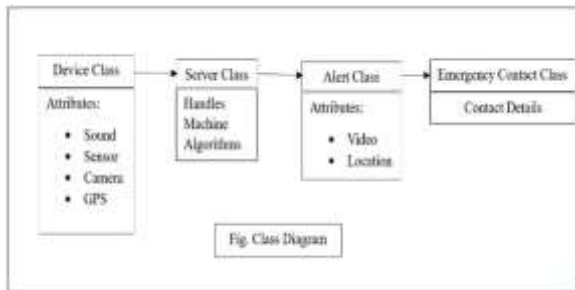 Device Class
Attributes:
• Sound
• Sensor
• Camera
• GPS
Server Class
Handles
Machine
Algorithms
Alert Class
Attributes:
• Video
• Location
Emergency Contact Class
Contact Details
Fig. Class Diagram